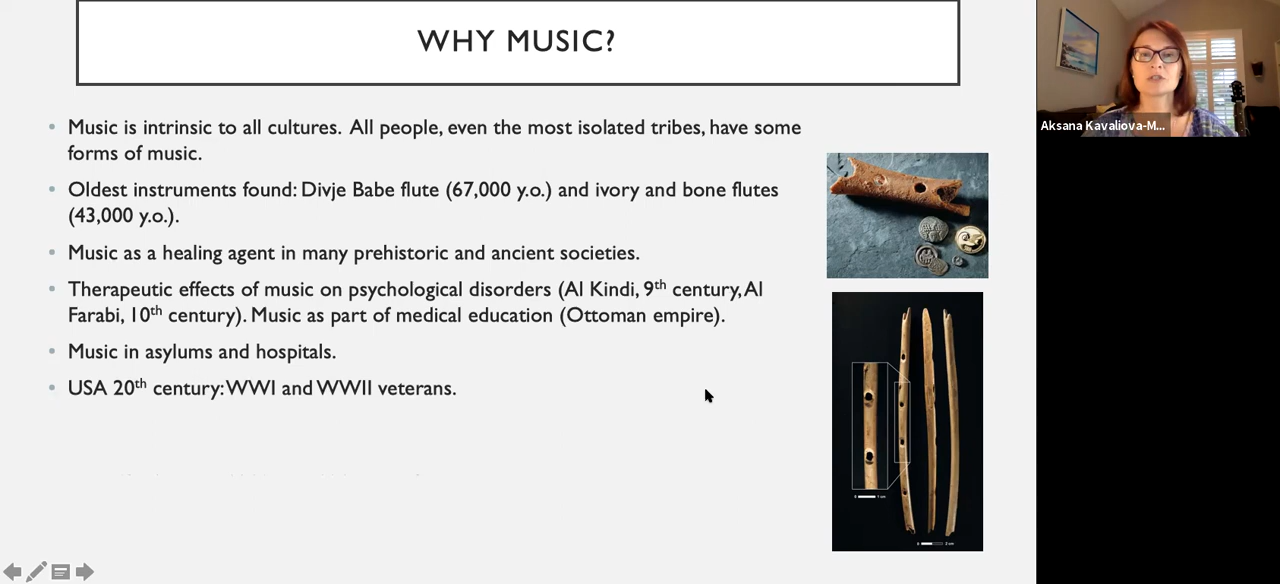 WHY MUSIC?
Music is intrinsic to all cultures. All people, even the most isolated tribes, have some
forms of music.
Oldest instruments found: Divje Babe flute (67,000 y.o.) and ivory and bone flutes
(43,000 y.o.).
Music as a healing agent in many prehistoric and ancient societies.
Therapeutic effects of music on psychological disorders (Al Kindi, 9th century, Al
Farabi, 10th century). Music as part of medical education (Ottoman empire).
Music in asylums and hospitals.
USA 20th century: WWI and WWII veterans.
Aksana Kavaliova-M...